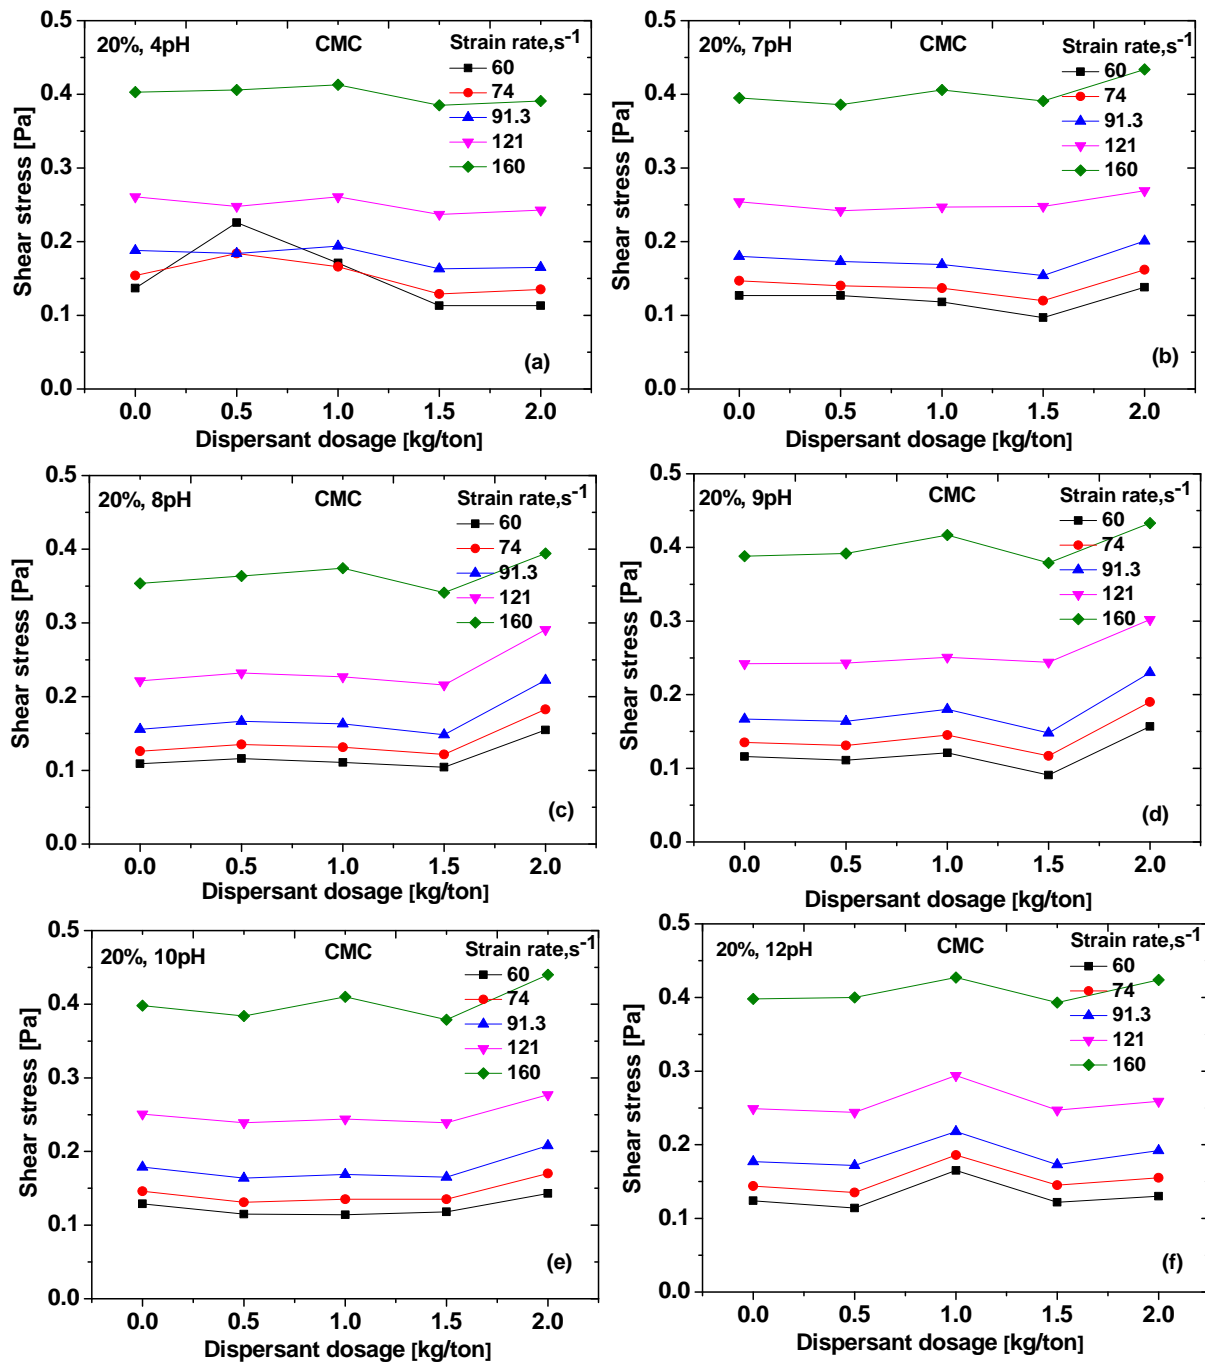 20%, 4pH
CMC
Strain rate,s-1
60
74
91.3
121
160
0.5
0.4
0.3
0.2
0.1
0.0
Shear stress [Pa]
(a)
0.0 0.5 1.0 1.5 2.0
Dispersant dosage [kg/ton]
20%, 7pH
CMC
Strain rate,s-1
60
74
91.3
121
160
0.5
0.4
0.3
0.2
0.1
0.0
Shear stress [Pa]
(b)
0.0 0.5 1.0 1.5 2.0
Dispersant dosage [kg/ton]
20%, 8pH
CMC
Strain rate,s-1
60
74
91.3
121
160
0.5
0.4
0.3
0.2
0.1
0.0
Shear stress [Pa]
(c)
0.0 0.5 1.0 1.5 2.0
Dispersant dosage [kg/ton]
20%, 9pH
CMC
Strain rate,s-1
60
74
91.3
121
160
0.5
0.4
0.3
0.2
0.1
0.0
Shear stress [Pa]
(d)
0.0 0.5 1.0 1.5 2.0
Dispersant dosage [kg/ton]
20%, 10pH
CMC
Strain rate,s-1
60
74
91.3
121
160
0.5
0.4
0.3
0.2
0.1
0.0
Shear stress [Pa]
(e)
0.0 0.5 1.0 1.5 2.0
Dispersant dosage [kg/ton]
20%, 12pH
CMC
Strain rate,s-1
60
74
91.3
121
160
0.5
0.4
0.3
0.2
0.1
0.0
Shear stress [Pa]
(f)
0.0 0.5 1.0 1.5 2.0
Dispersant dosage [kg/ton]